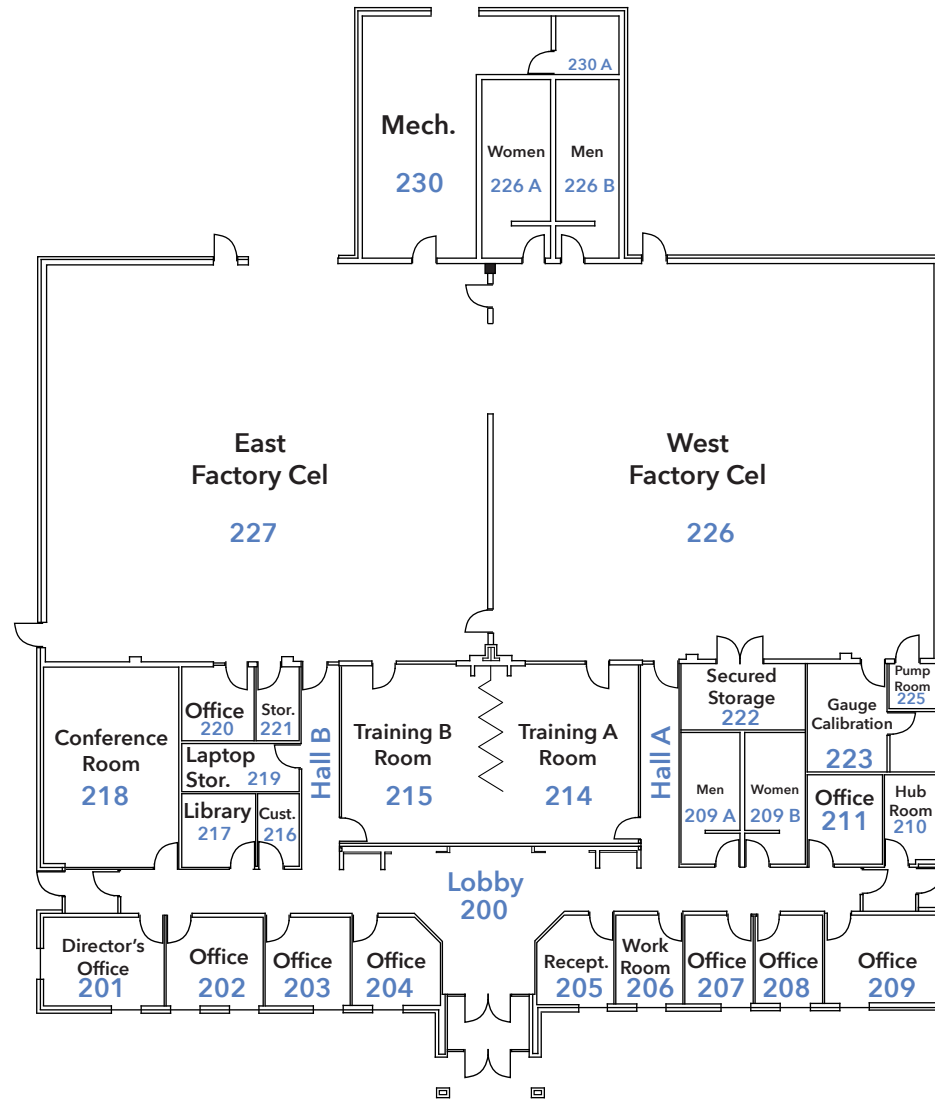 230 A
Mech.
230
Women
226 A
Men
226 B
East
Factory Cel
227
West
Factory Cel
226
Conference
Room
218
Office
220
Stor.
221
Laptop
Stor. 219
Library
217
Cust.
216
Hall B
Training B
Room
215
Training A
Room
214
Hall A
Secured
Storage
222
Men
209 A
Women
209 B
Gauge
Calibration
223
Pump
Room
225
Office
211
Hub
Room
210
Lobby
200
Director's
Office
201
Office
202
Office
203
Office
204
Recept.
205
Work
Room
206
Office
207
Office
208
Office
209